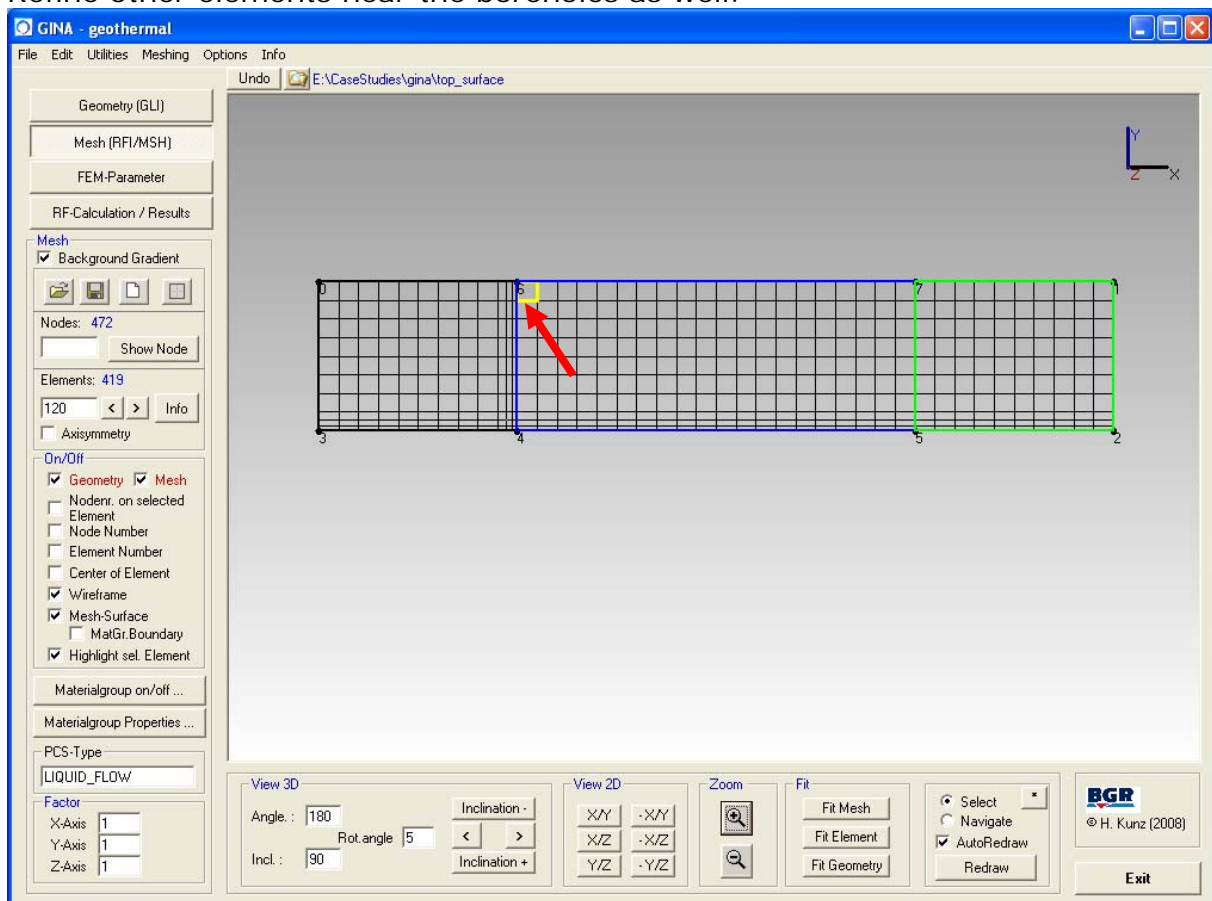 Refine other elements near the boreholes as well.
GINA - geothermal
File Edit Utilities Meshing Options Info
Undo E:\CaseStudies\gina\top_surface
Geometry (GLI)
Mesh (RFI/MSH)
FEM-Parameter
RF-Calculation / Results
Mesh
Background Gradient
Nodes: 472
Show Node
Elements: 419
120 < > Info
Axisymmetry
On/Off
Geometry Mesh
Nodenr. on selected
Element
Node Number
Element Number
Center of Element
Wireframe
Mesh-Surface
MatGr.Boundary
Highlight sel. Element
Materialgroup on/off ...
Materialgroup Properties ...
PCS-Type
LIQUID_FLOW
Factor
X-Axis 1
Y-Axis 1
Z-Axis 1
Y
Z X
0 6 7 1
3 4 5 2
View 3D
Angle. : 180
Rot.angle 5
Incl. : 90
Inclination -
< >
Inclination +
View 2D
X/Y -X/Y
X/Z -X/Z
Y/Z -Y/Z
Zoom
Fit
Fit Mesh
Fit Element
Fit Geometry
Select *
Navigate
AutoRedraw
Redraw
BGR
© H. Kunz (2008)
Exit